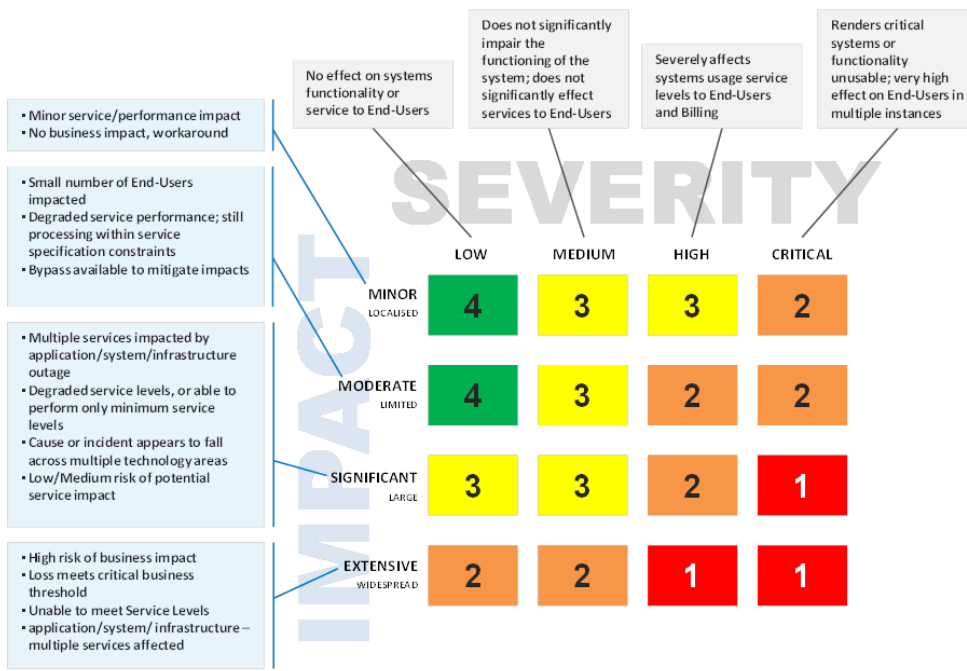 No effect on systems
functionality or
service to End-Users
Does not significantly
impair the
functioning of the
system; does not
significantly effect
services to End-Users
Severely affects
systems usage service
levels to End-Users
and Billing
Renders critical
systems or
functionality
unusable; very high
effect on End-Users in
multiple instances
▪ Minor service/performance impact
▪ No business impact, workaround
▪ Small number of End-Users
impacted
▪ Degraded service performance; still
processing within service
specification constraints
▪ Bypass available to mitigate impacts
▪ Multiple services impacted by
application/system/infrastructure
outage
▪ Degraded service levels, or able to
perform only minimum service
levels
▪ Cause or incident appears to fall
across multiple technology areas
▪ Low/Medium risk of potential
service impact
▪ High risk of business impact
▪ Loss meets critical business
threshold
▪ Unable to meet Service Levels
▪ application/system/ infrastructure –
multiple services affected
SEVERITY
IMPACT
LOW MEDIUM HIGH CRITICAL
MINOR
LOCALISED
4 3 3 2
MODERATE
LIMITED
4 3 2 2
SIGNIFICANT
LARGE
3 3 2 1
EXTENSIVE
WIDESPREAD
2 2 1 1